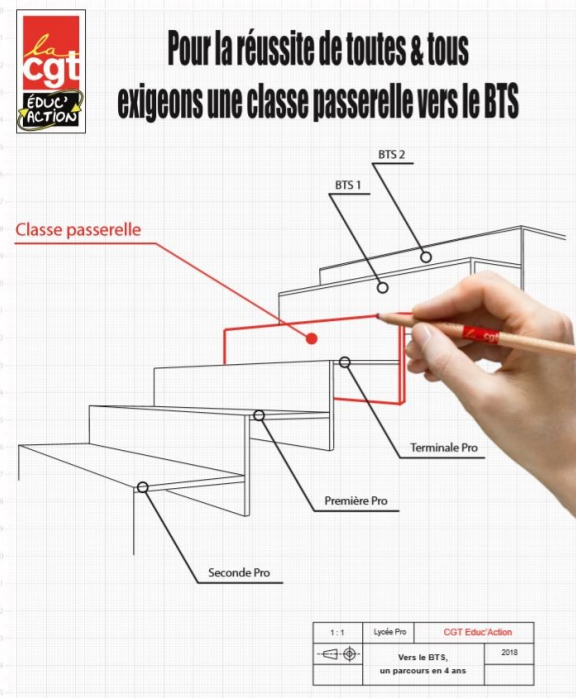 la
cgt
ÉDUC'
ACTION
Pour la réussite de toutes & tous
exigeons une classe passerelle vers le BTS
BTS 2
BTS 1
Classe passerelle
cgt
Terminale Pro
Première Pro
Seconde Pro
1 : 1
Lycée Pro
CGT Educ'Action
Vers le BTS,
un parcours en 4 ans
2018